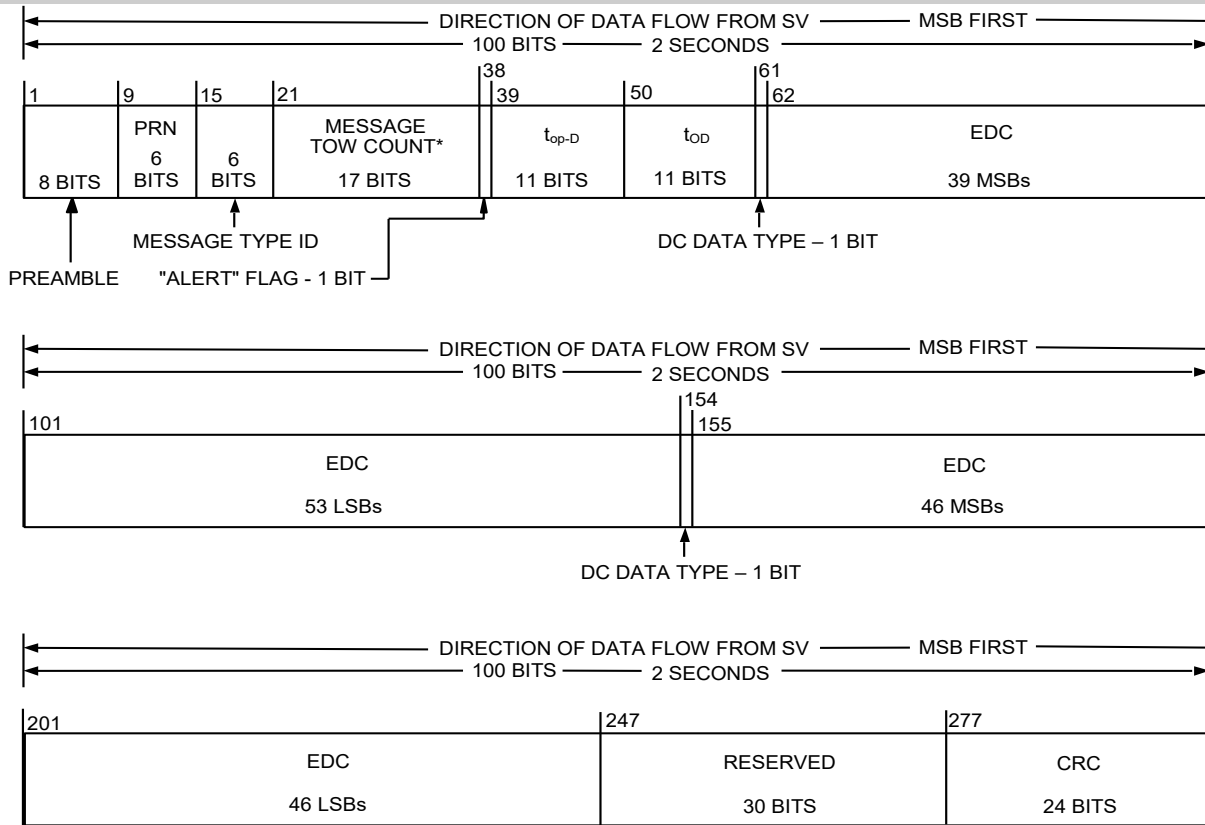 DIRECTION OF DATA FLOW FROM SV MSB FIRST
100 BITS 2 SECONDS
38 61
1 9 15 21 39 50 62
PRN MESSAGE
TOW COUNT* top-D tOD EDC
6 6
8 BITS BITS BITS 17 BITS 11 BITS 11 BITS 39 MSBs
MESSAGE TYPE ID DC DATA TYPE – 1 BIT
PREAMBLE "ALERT" FLAG - 1 BIT
DIRECTION OF DATA FLOW FROM SV MSB FIRST
100 BITS 2 SECONDS
154
101 155
EDC EDC
53 LSBs 46 MSBs
DC DATA TYPE – 1 BIT
DIRECTION OF DATA FLOW FROM SV MSB FIRST
100 BITS 2 SECONDS
201 247 277
EDC RESERVED CRC
46 LSBs 30 BITS 24 BITS